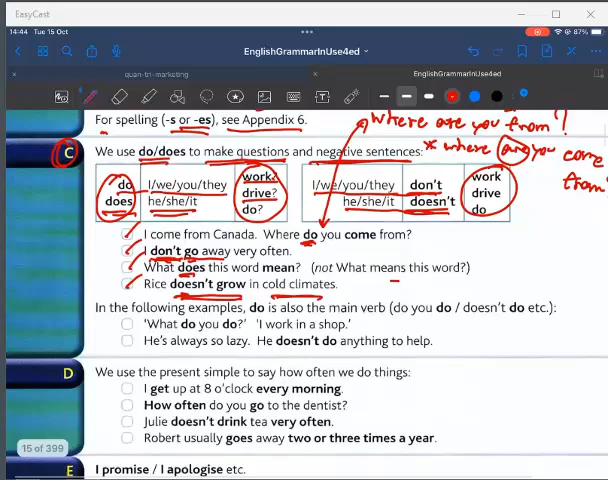 EasyCast
14:44 Tue 15 Oct
87%
EnglishGrammarInUse4ed
quan-tri-marketing
EnglishGrammarInUse4ed
For spelling (-s or -es), see Appendix 6.
where are you from?
C We use do/does to make questions and negative sentences:
* where are you come from?
do I/we/you/they work? I/we/you/they don't work
does he/she/it drive? he/she/it doesn't drive
do? do
I come from Canada. Where do you come from?
I don't go away very often.
What does this word mean? (not What means this word?)
Rice doesn't grow in cold climates.
In the following examples, do is also the main verb (do you do / doesn't do etc.):
'What do you do?' 'I work in a shop.'
He's always so lazy. He doesn't do anything to help.
D We use the present simple to say how often we do things:
I get up at 8 o'clock every morning.
How often do you go to the dentist?
Julie doesn't drink tea very often.
Robert usually goes away two or three times a year.
15 of 399
E I promise / I apologise etc.